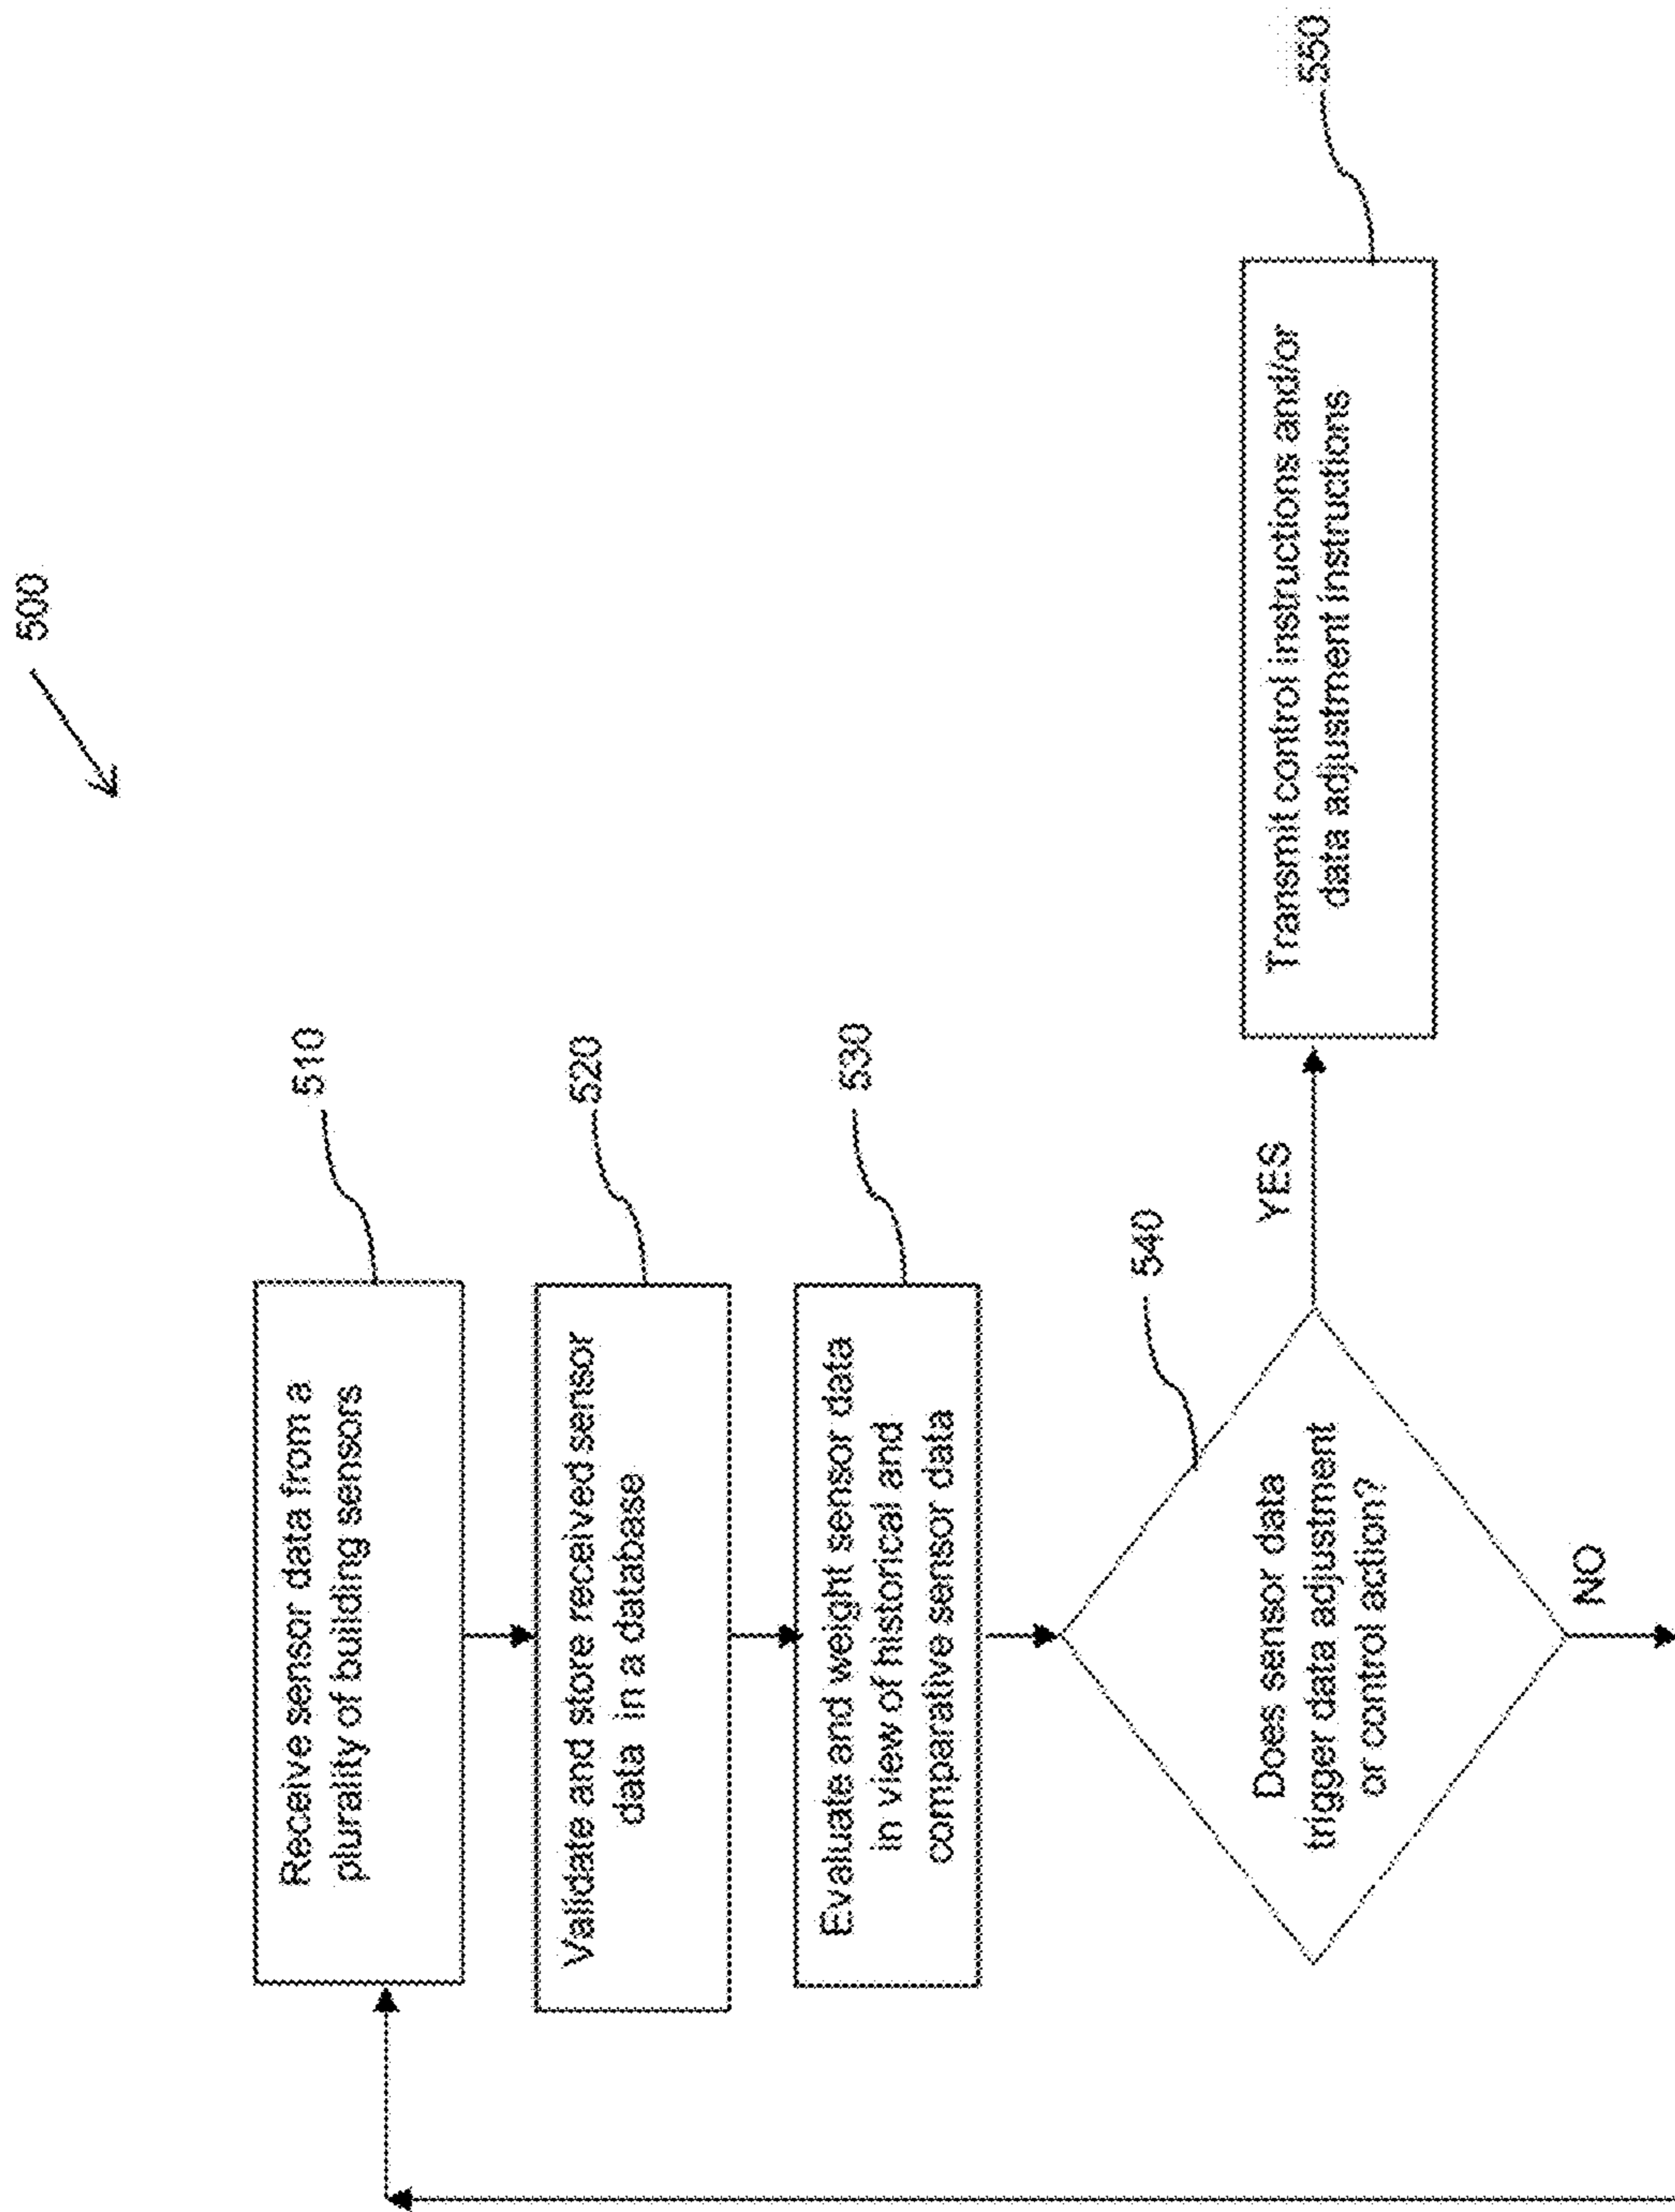 500
Receive sensor data from a
plurality of building sensors
510
Validate and store received sensor
data in a database
520
Evaluate and weight sensor data
in view of historical and
comparative sensor data
530
Does sensor data
trigger data adjustment
or control action?
540
YES
Transmit control instructions and/or
data adjustment instructions
550
NO